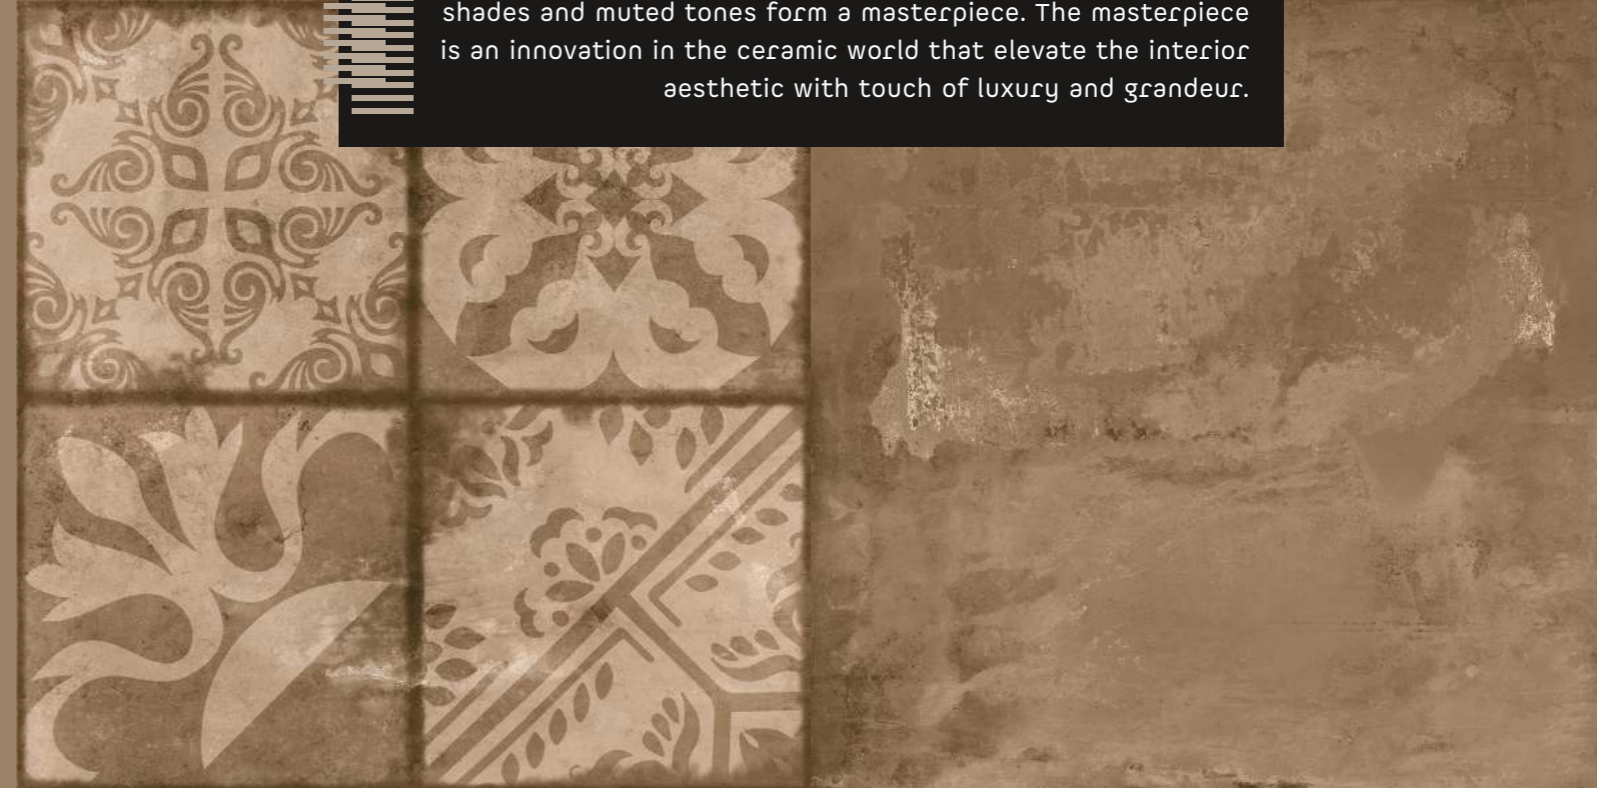 shades and muted tones form a masterpiece. The masterpiece
is an innovation in the ceramic world that elevate the interior
aesthetic with touch of luxury and grandeur.